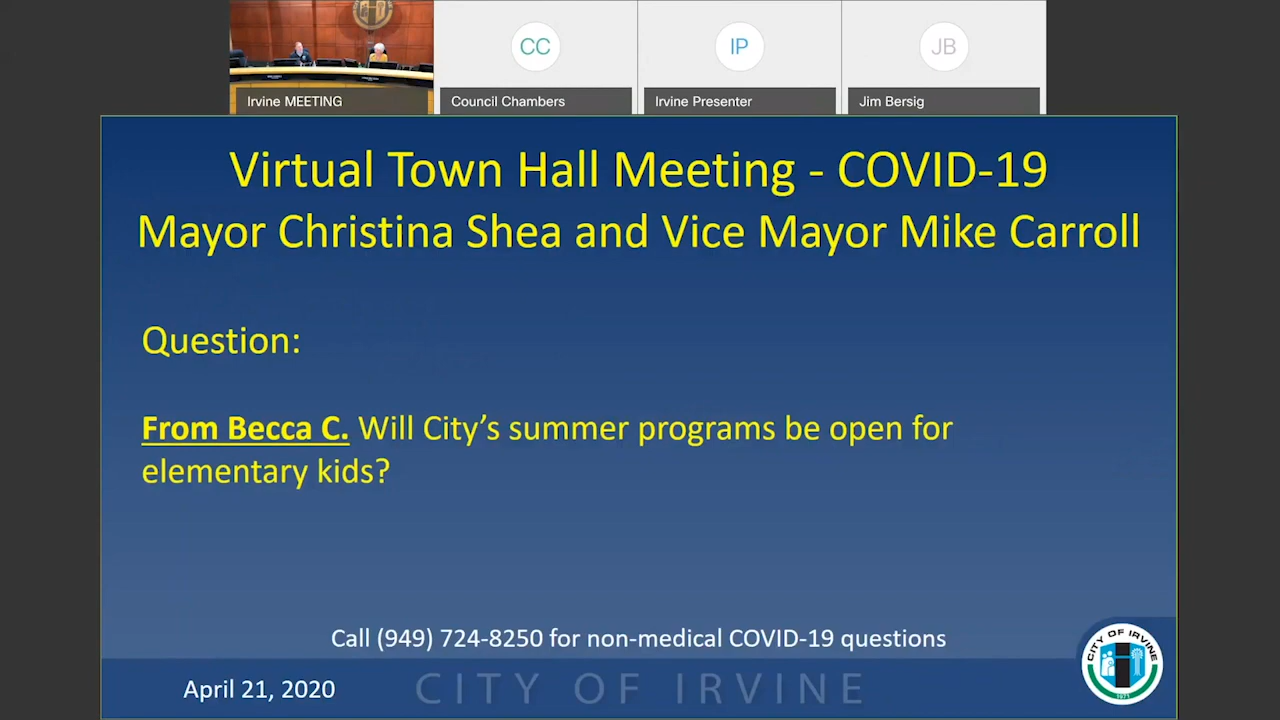 CC
IP
JB
Irvine MEETING
Council Chambers
Irvine Presenter
Jim Bersig
Virtual Town Hall Meeting - COVID-19
Mayor Christina Shea and Vice Mayor Mike Carroll
Question:
From Becca C. Will City's summer programs be open for
elementary kids?
Call (949) 724-8250 for non-medical COVID-19 questions
CITY OF IRVINE
1971
April 21, 2020
CITY OF IRVINE